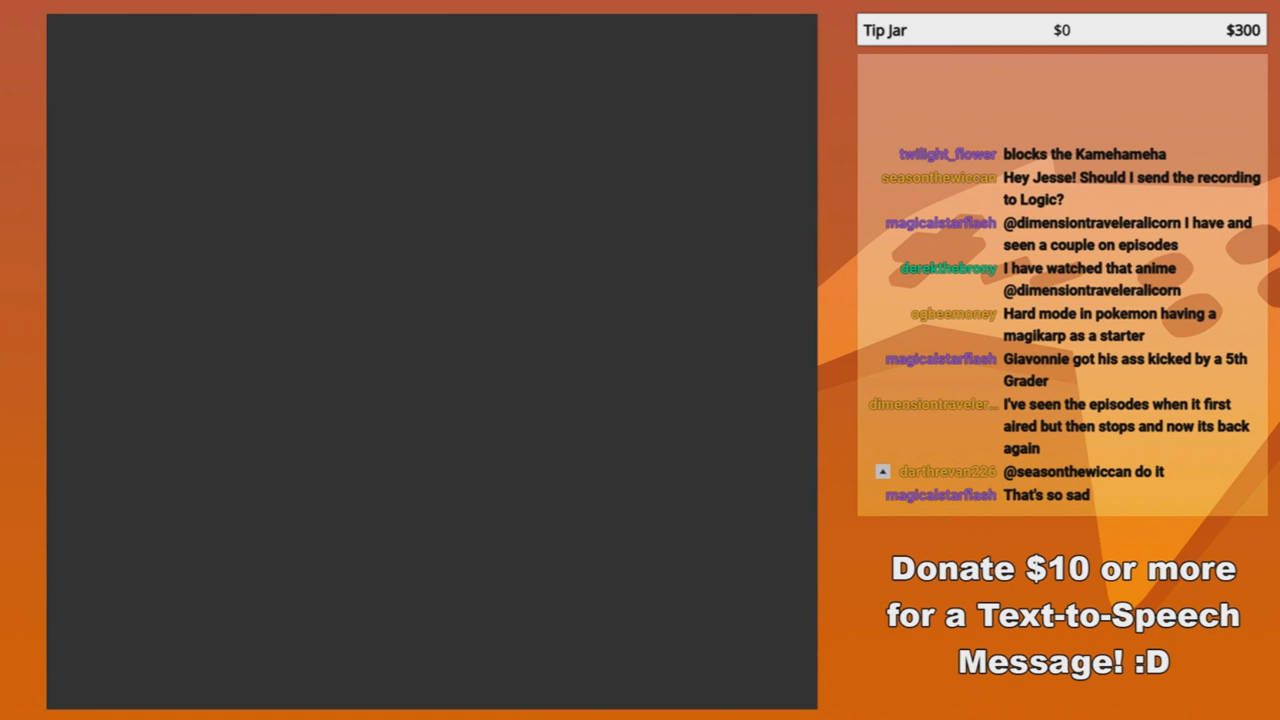 Tip Jar $0 $300
twilight_flower blocks the Kamehameha
seasonthewiccan Hey Jesse! Should I send the recording
to Logic?
magicalstarflash @dimensiontraveleralicorn I have and
seen a couple on episodes
derekthebrony I have watched that anime
@dimensiontraveleralicorn
ogbeemoney Hard mode in pokemon having a
magikarp as a starter
magicalstarflash Giavonnie got his ass kicked by a 5th
Grader
dimensiontraveler... I've seen the episodes when it first
aired but then stops and now its back
again
darthrevan226 @seasonthewiccan do it
magicalstarflash That's so sad
Donate $10 or more
for a Text-to-Speech
Message! :D